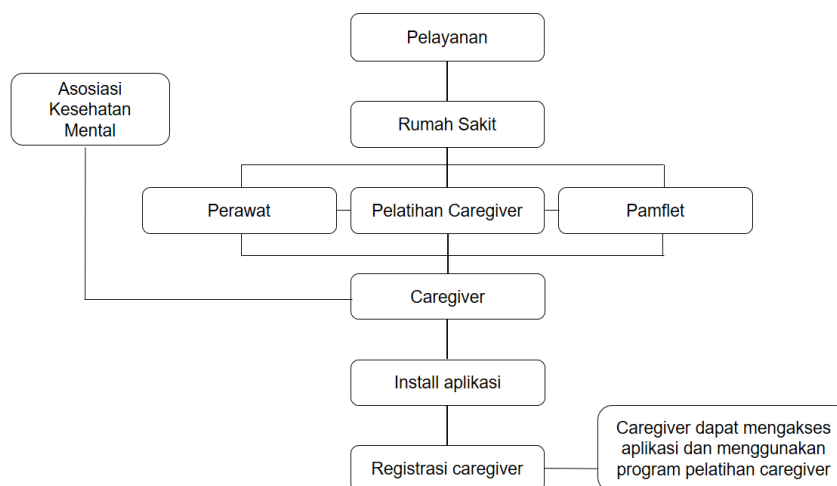 Pelayanan
Asosiasi
Kesehatan
Mental
Rumah Sakit
Perawat
Pelatihan Caregiver
Pamflet
Caregiver
Install aplikasi
Registrasi caregiver
Caregiver dapat mengakses
aplikasi dan menggunakan
program pelatihan caregiver